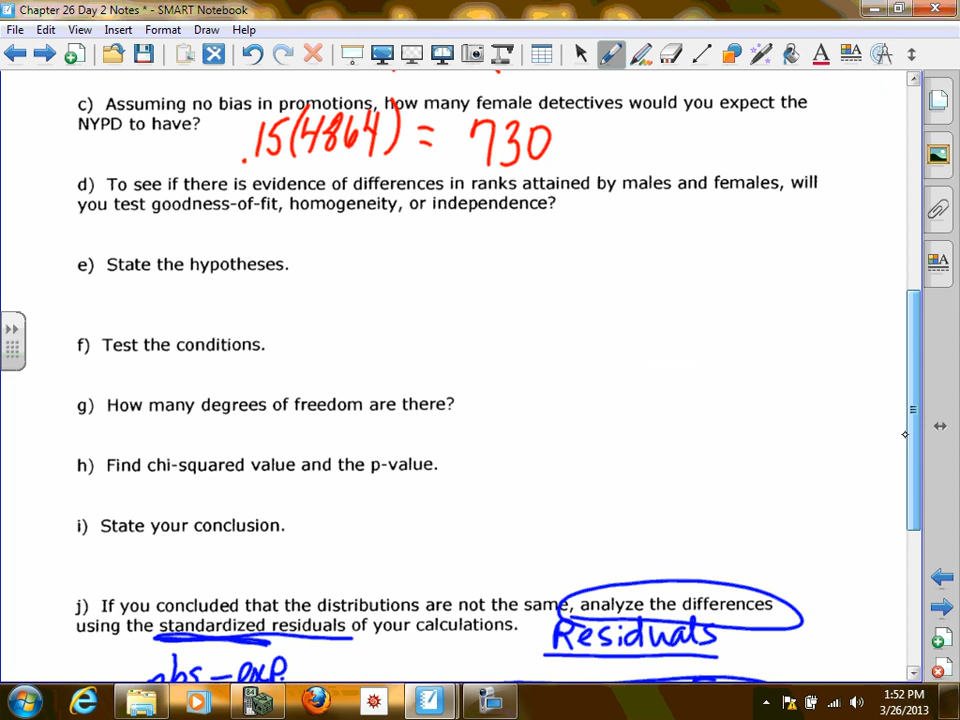 Chapter 26 Day 2 Notes * - SMART Notebook
File Edit View Insert Format Draw Help
c) Assuming no bias in promotions, how many female detectives would you expect the
NYPD to have?
.15(4864) = 730
d) To see if there is evidence of differences in ranks attained by males and females, will
you test goodness-of-fit, homogeneity, or independence?
e) State the hypotheses.
f) Test the conditions.
g) How many degrees of freedom are there?
h) Find chi-squared value and the p-value.
i) State your conclusion.
j) If you concluded that the distributions are not the same, analyze the differences
using the standardized residuals of your calculations.
Residuals
obs - exp.
1:52 PM
3/26/2013